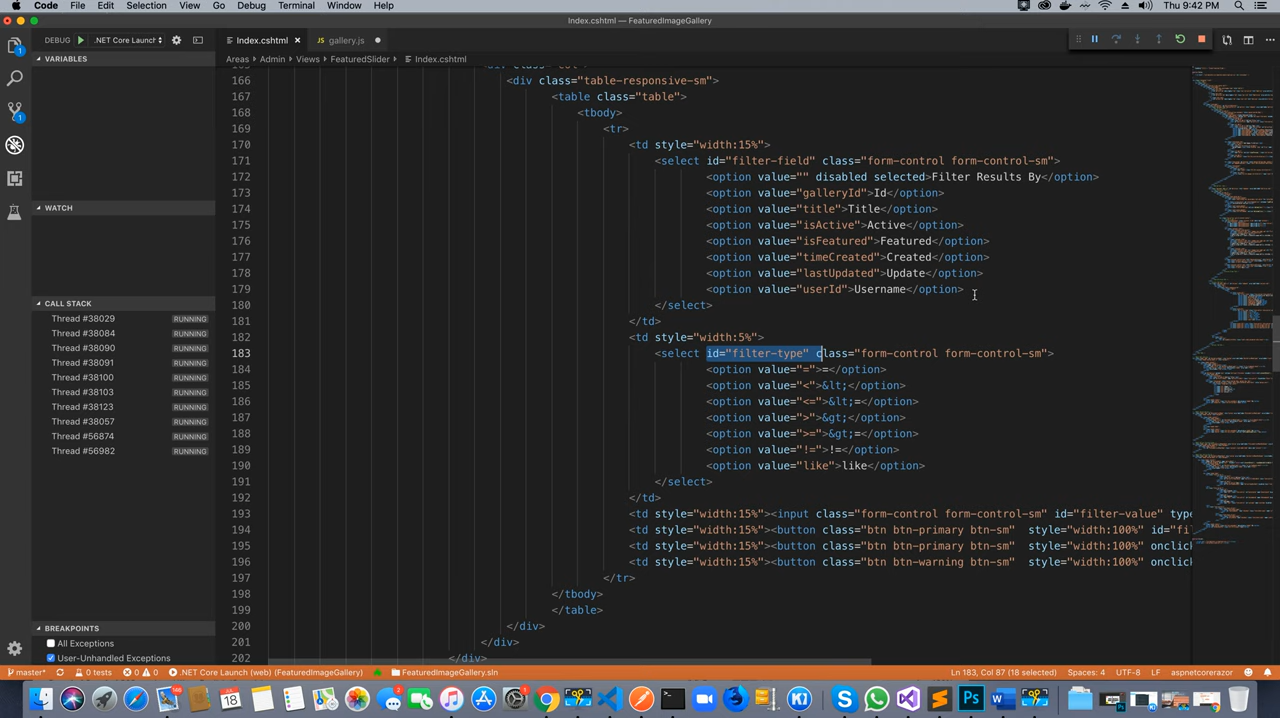 Code File Edit Selection View Go Debug Terminal Window Help Thu 9:42 PM
Index.cshtml — FeaturedImageGallery
DEBUG .NET Core Launch
Index.cshtml × gallery.js
VARIABLES
Areas › Admin › Views › FeaturedSlider › Index.cshtml
166 <div class="table-responsive-sm">
167 <table class="table">
168 <tbody>
169 <tr>
170 <td style="width:15%">
171 <select id="filter-field" class="form-control form-control-sm">
172 <option value="" disabled selected>Filter Results By</option>
173 <option value="galleryId">Id</option>
174 <option value="title">Title</option>
175 <option value="isActive">Active</option>
176 <option value="isFeatured">Featured</option>
177 <option value="timecreated">Created</option>
178 <option value="lastUpdated">Update</option>
179 <option value="userId">Username</option>
180 </select>
181 </td>
182 <td style="width:5%">
183 <select id="filter-type" class="form-control form-control-sm">
184 <option value="=">=</option>
185 <option value="<">&lt;</option>
186 <option value="<=">&lt;=</option>
187 <option value=">">&gt;</option>
188 <option value=">=">&gt;=</option>
189 <option value="!=">!=</option>
190 <option value="like">like</option>
191 </select>
192 </td>
193 <td style="width:15%"><input class="form-control form-control-sm" id="filter-value" typ
194 <td style="width:15%"><button class="btn btn-primary btn-sm" style="width:100%" id="fi
195 <td style="width:15%"><button class="btn btn-primary btn-sm" style="width:100%" onclick
196 <td style="width:15%"><button class="btn btn-warning btn-sm" style="width:100%" onclick
197 </tr>
198 </tbody>
199 </table>
200 </div>
201 </div>
202 </div>
WATCH
CALL STACK
Thread #38029 RUNNING
Thread #38084 RUNNING
Thread #38090 RUNNING
Thread #38091 RUNNING
Thread #38100 RUNNING
Thread #38103 RUNNING
Thread #38123 RUNNING
Thread #38057 RUNNING
Thread #56874 RUNNING
Thread #56982 RUNNING
BREAKPOINTS
All Exceptions
User-Unhandled Exceptions
master* 0 tests 0 0 .NET Core Launch (web) (FeaturedImageGallery) FeaturedImageGallery.sln Ln 183, Col 87 (18 selected) Spaces: 4 UTF-8 LF aspnetcorerazor